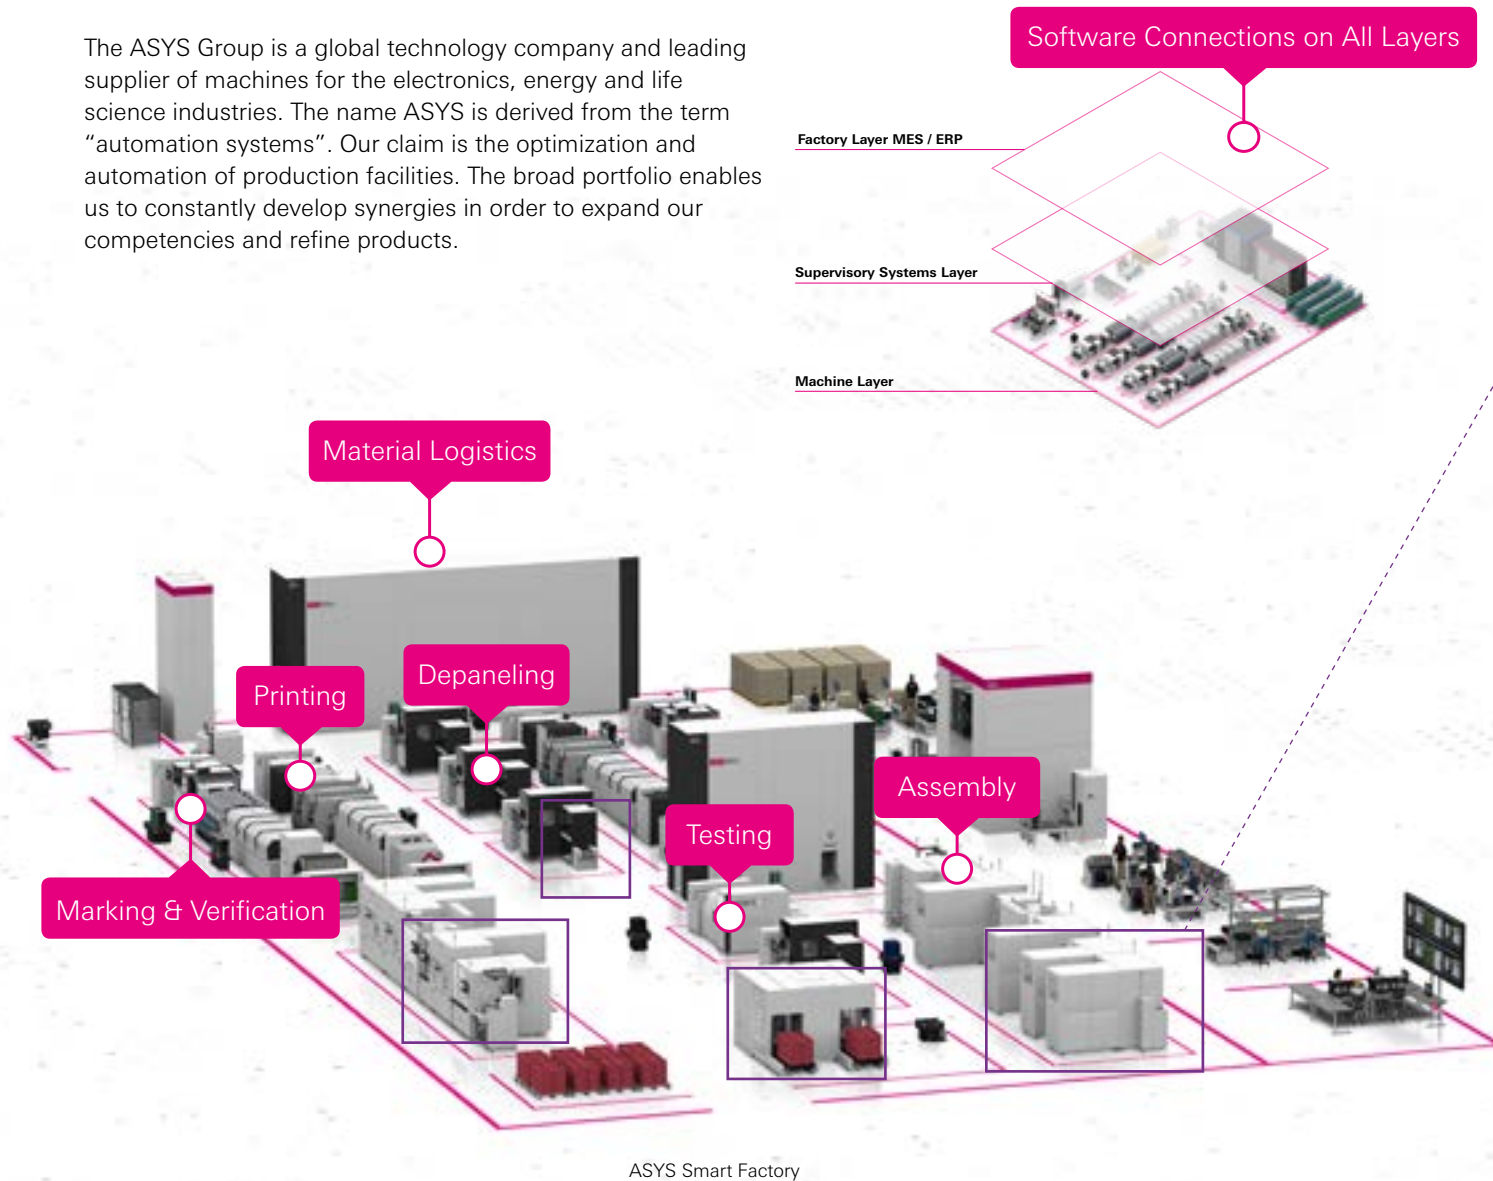 The ASYS Group is a global technology company and leading
supplier of machines for the electronics, energy and life
science industries. The name ASYS is derived from the term
“automation systems”. Our claim is the optimization and
automation of production facilities. The broad portfolio enables
us to constantly develop synergies in order to expand our
competencies and refine products.
Software Connections on All Layers
Factory Layer MES / ERP
Supervisory Systems Layer
Machine Layer
Material Logistics
Depaneling
Printing
Assembly
Testing
Marking & Verification
ASYS Smart Factory